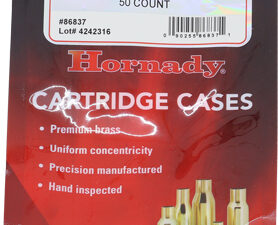 50 COUNT
#86837
Lot# 4242316
0 90255 86837 1
Hornady
CARTRIDGE CASES
• Premium brass
• Uniform concentricity
• Precision manufactured
• Hand inspected